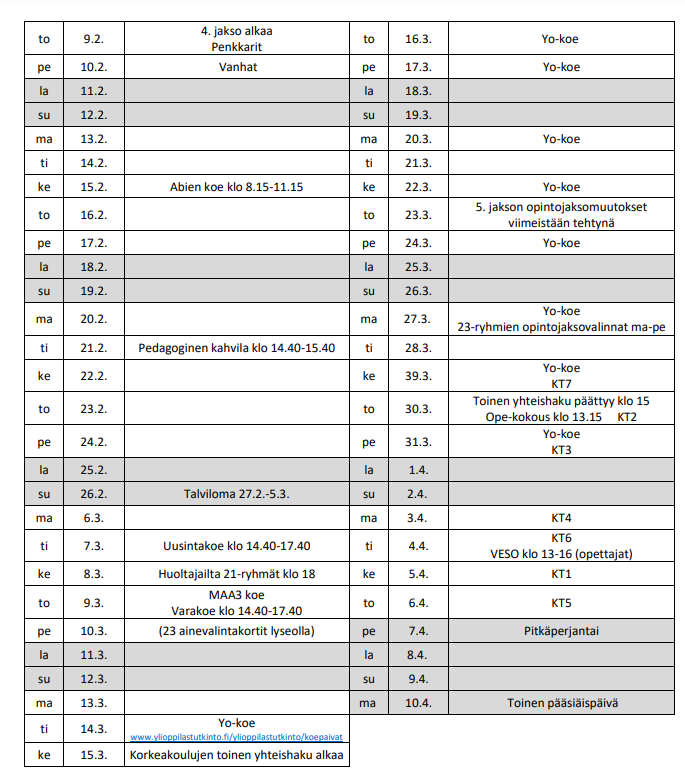 to 9.2. 4. jakso alkaa
Penkkarit
pe 10.2. Vanhat
la 11.2.
su 12.2.
ma 13.2.
ti 14.2.
ke 15.2. Abien koe klo 8.15-11.15
to 16.2.
pe 17.2.
la 18.2.
su 19.2.
ma 20.2.
ti 21.2. Pedagoginen kahvila klo 14.40-15.40
ke 22.2.
to 23.2.
pe 24.2.
la 25.2.
su 26.2. Talviloma 27.2.-5.3.
ma 6.3.
ti 7.3. Uusintakoe klo 14.40-17.40
ke 8.3. Huoltajailta 21-ryhmät klo 18
to 9.3. MAA3 koe
Varakoe klo 14.40-17.40
pe 10.3. (23 ainevalintakortit lyseolla)
la 11.3.
su 12.3.
ma 13.3.
ti 14.3. Yo-koe
www.ylioppilastutkinto.fi/ylioppilastutkinto/koepaivat
ke 15.3. Korkeakoulujen toinen yhteishaku alkaa
to 16.3. Yo-koe
pe 17.3. Yo-koe
la 18.3.
su 19.3.
ma 20.3. Yo-koe
ti 21.3.
ke 22.3. Yo-koe
to 23.3. 5. jakson opintojaksomuutokset
viimeistään tehtynä
pe 24.3. Yo-koe
la 25.3.
su 26.3.
ma 27.3. Yo-koe
23-ryhmien opintojaksovalinnat ma-pe
ti 28.3.
ke 39.3. Yo-koe
KT7
to 30.3. Toinen yhteishaku päättyy klo 15
Ope-kokous klo 13.15 KT2
pe 31.3. Yo-koe
KT3
la 1.4.
su 2.4.
ma 3.4. KT4
ti 4.4. KT6
VESO klo 13-16 (opettajat)
ke 5.4. KT1
to 6.4. KT5
pe 7.4. Pitkäperjantai
la 8.4.
su 9.4.
ma 10.4. Toinen pääsiäispäivä